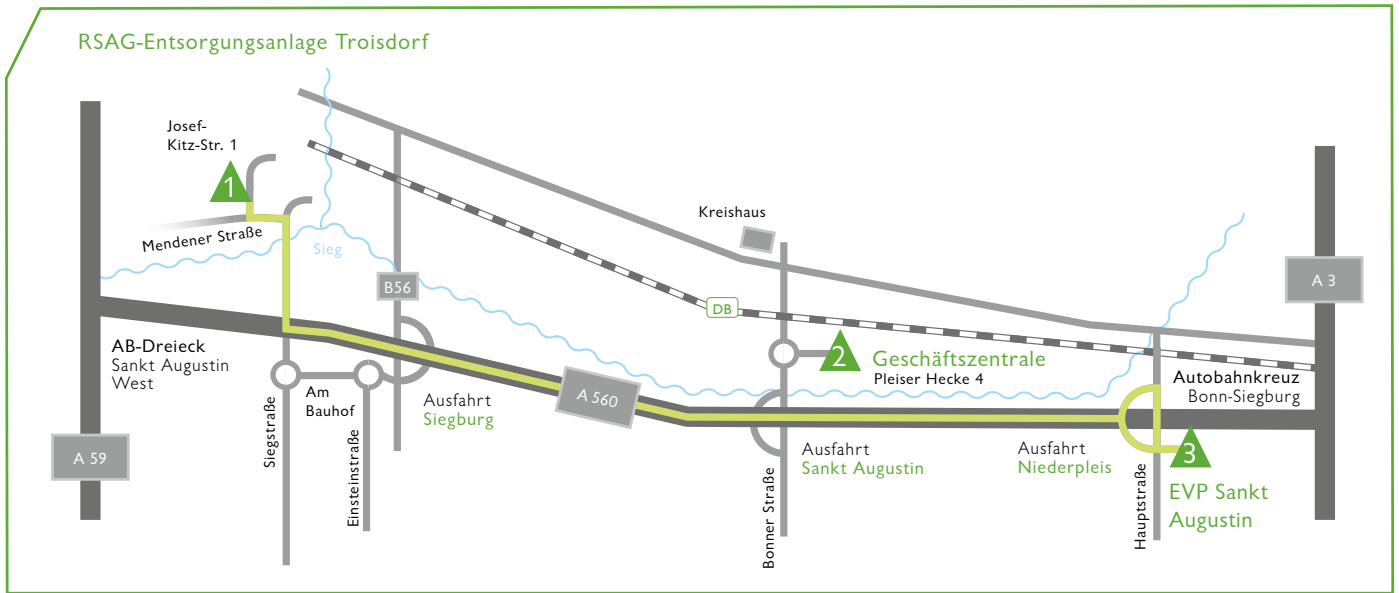 RSAG-Entsorgungsanlage Troisdorf
Josef-
Kitz-Str. 1
1
Mendener Straße
Sieg
Kreishaus
B56
A 3
DB
AB-Dreieck
Sankt Augustin
West
2
Geschäftszentrale
Pleiser Hecke 4
Autobahnkreuz
Bonn-Siegburg
Am
Bauhof
Ausfahrt
Siegburg
A 560
A 59
Siegstraße
Einsteinstraße
Bonner Straße
Ausfahrt
Sankt Augustin
Ausfahrt
Niederpleis
Hauptstraße
3
EVP Sankt
Augustin